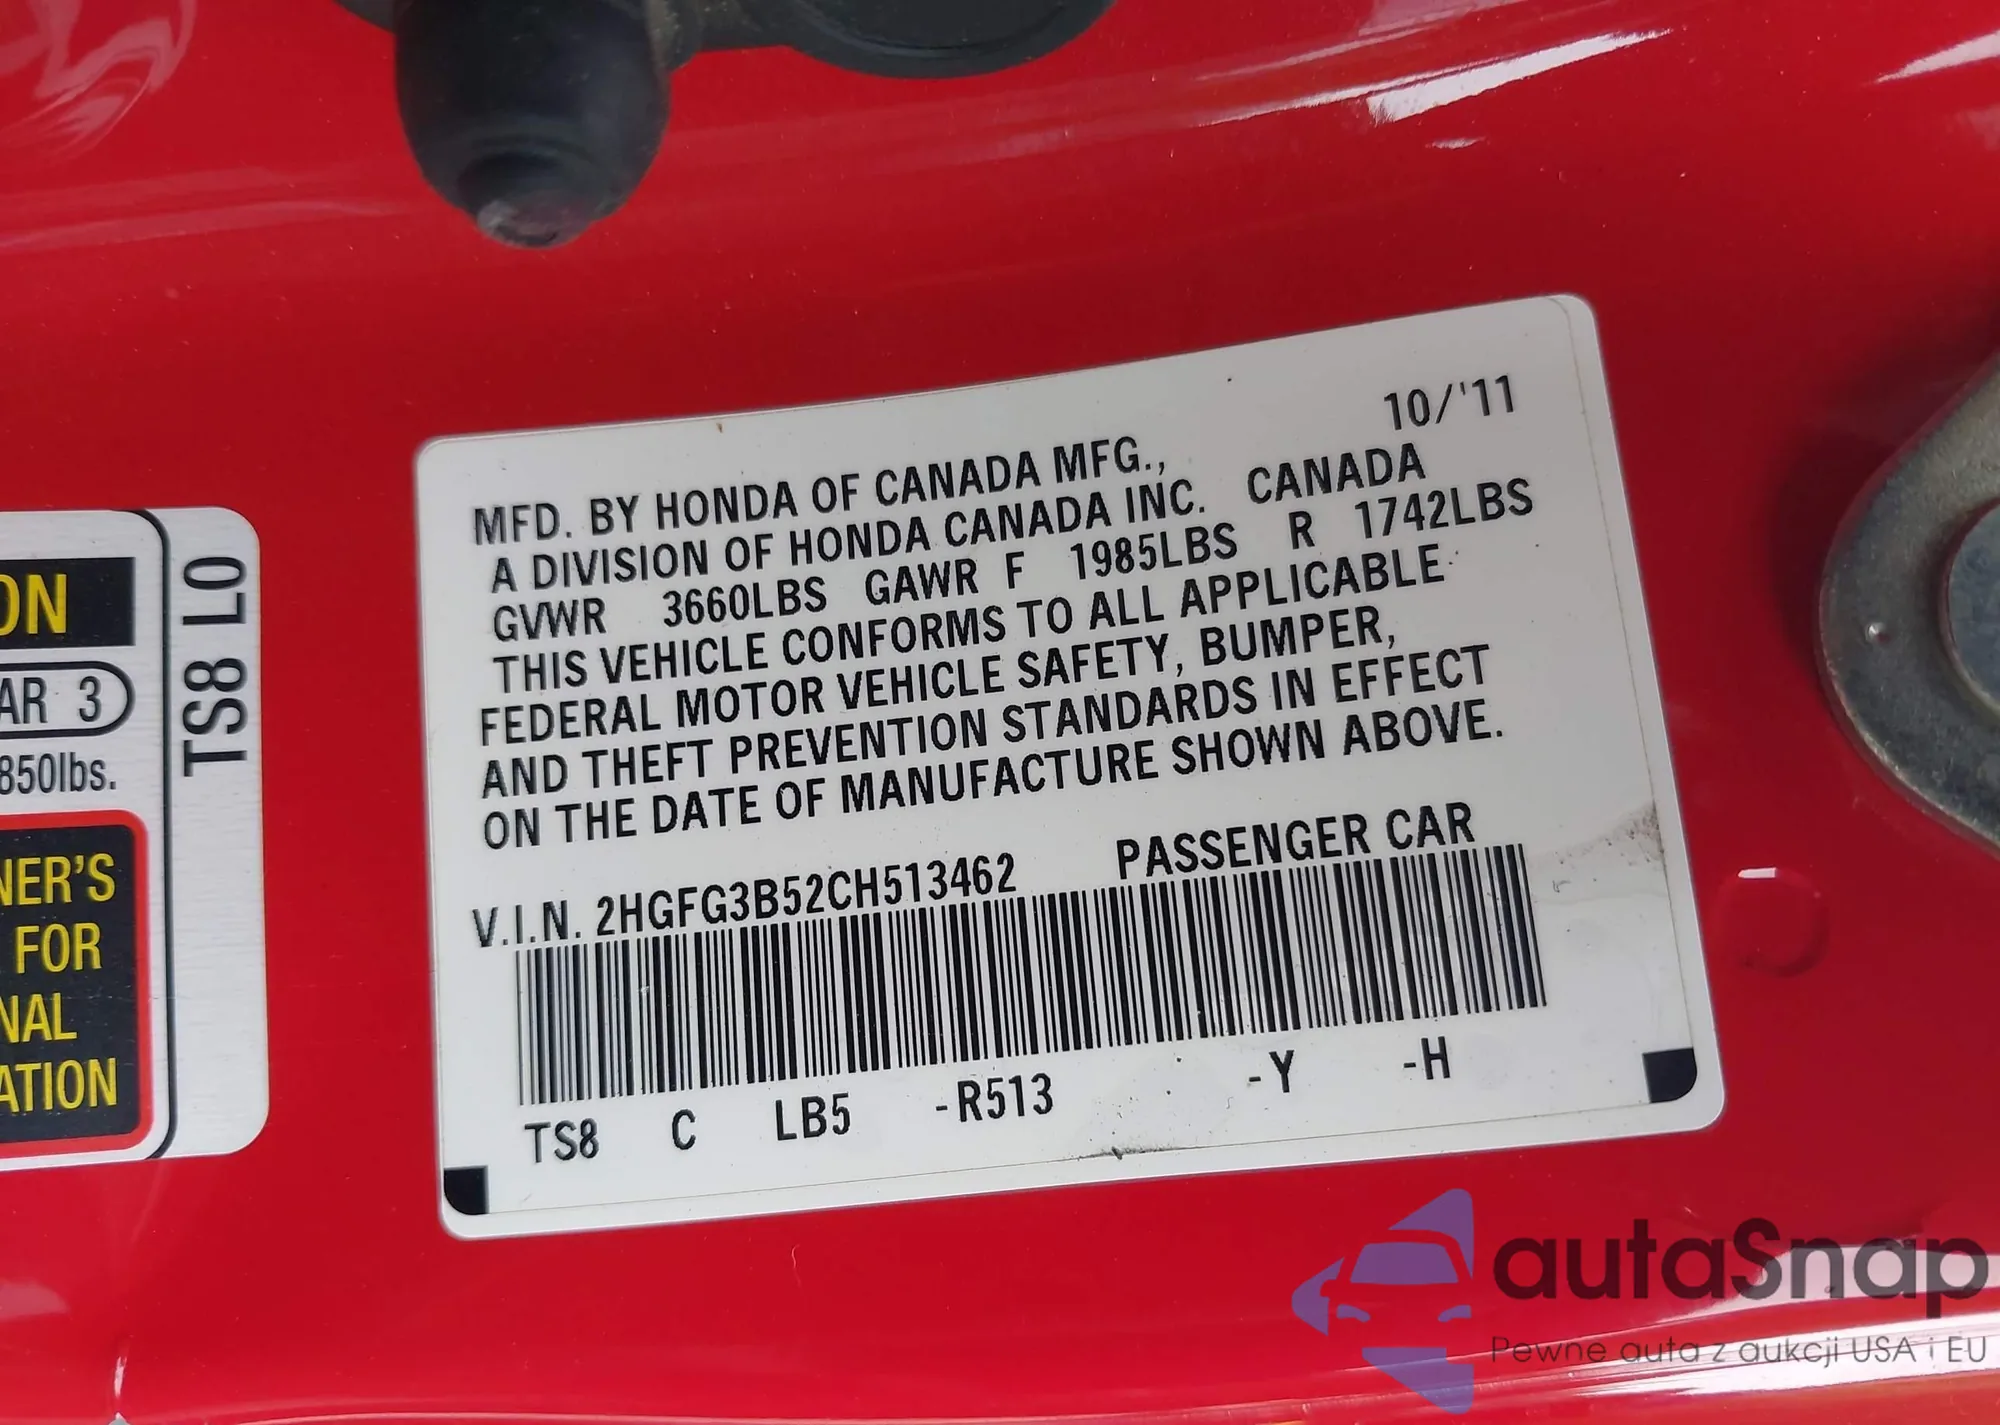 10/'11
MFD. BY HONDA OF CANADA MFG.,
A DIVISION OF HONDA CANADA INC. CANADA
GVWR 3660LBS GAWR F 1985LBS R 1742LBS
THIS VEHICLE CONFORMS TO ALL APPLICABLE
FEDERAL MOTOR VEHICLE SAFETY, BUMPER,
AND THEFT PREVENTION STANDARDS IN EFFECT
ON THE DATE OF MANUFACTURE SHOWN ABOVE.
V.I.N. 2HGFG3B52CH513462 PASSENGER CAR
TS8 C LB5 -R513 -Y -H
ON
AR 3
850lbs.
NER'S
FOR
NAL
ATION
TS8 L0
autaSnap
Pewne auta z aukcji USA i EU